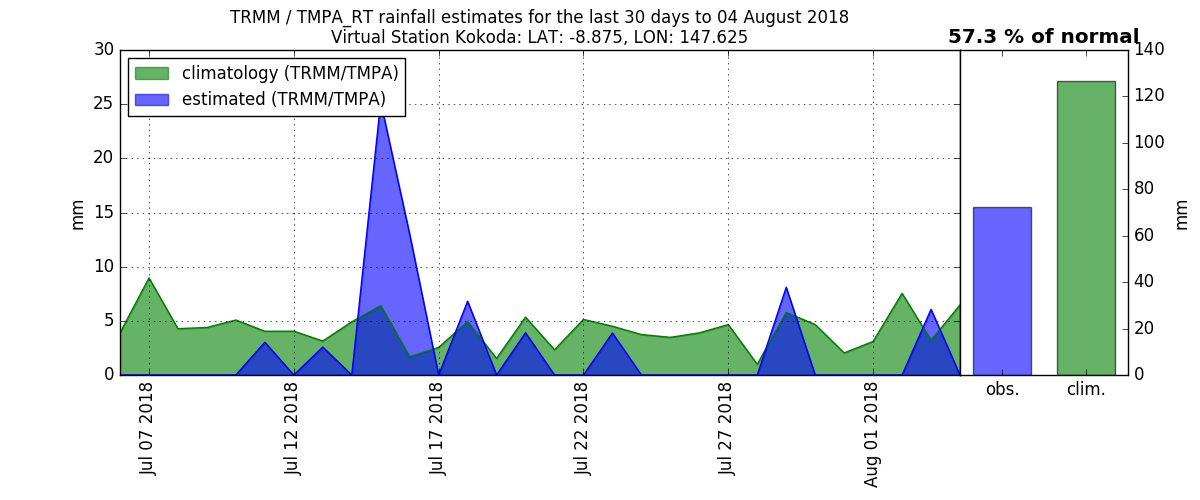 TRMM / TMPA_RT rainfall estimates for the last 30 days to 04 August 2018
Virtual Station Kokoda: LAT: -8.875, LON: 147.625
57.3 % of normal
climatology (TRMM/TMPA)
estimated (TRMM/TMPA)
30
25
20
15
10
5
0
mm
Jul 07 2018
Jul 12 2018
Jul 17 2018
Jul 22 2018
Jul 27 2018
Aug 01 2018
140
120
100
80
60
40
20
0
mm
obs.
clim.